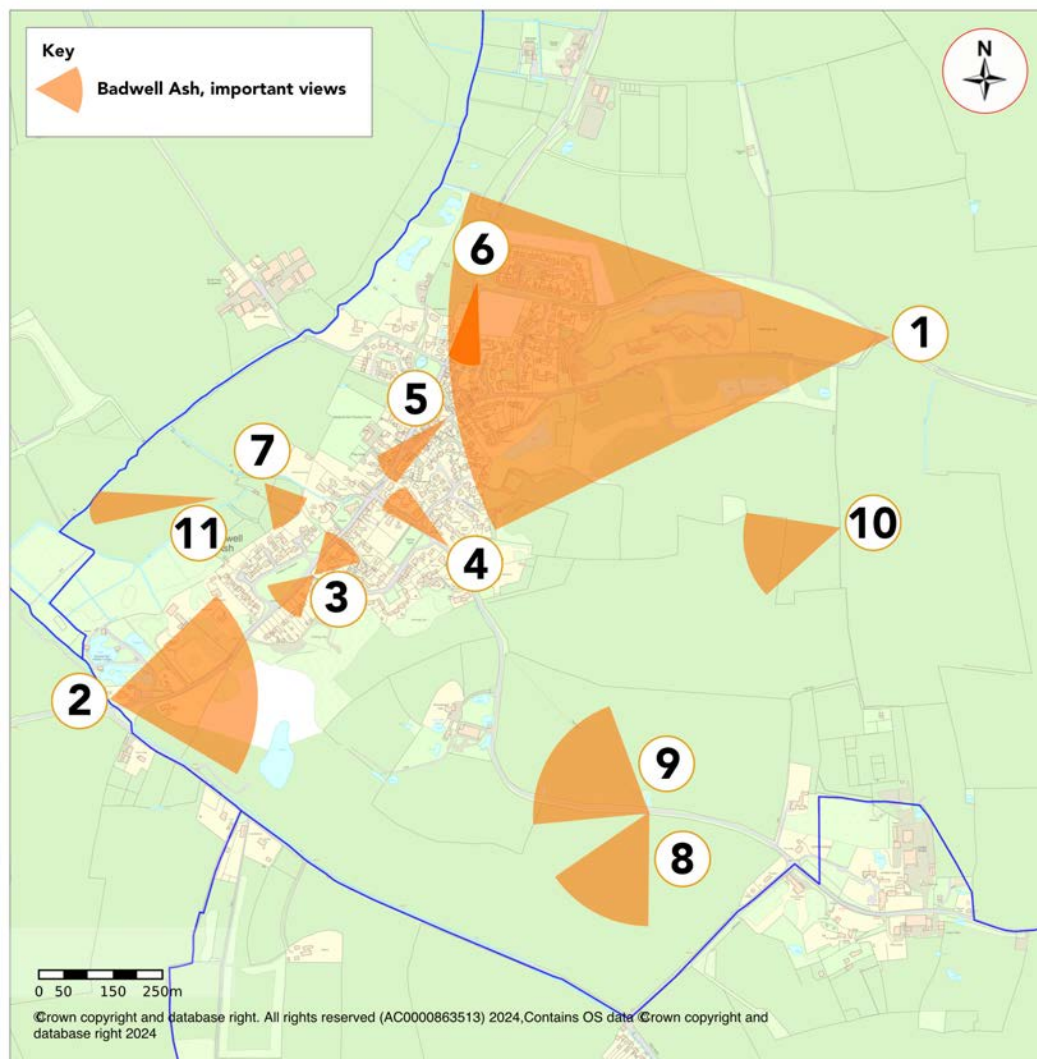 Key
Badwell Ash, important views
N
6
1
5
7
10
11
4
3
2
9
8
0 50 150 250m
©Crown copyright and database right. All rights reserved (AC0000863513) 2024,Contains OS data ©Crown copyright and
database right 2024